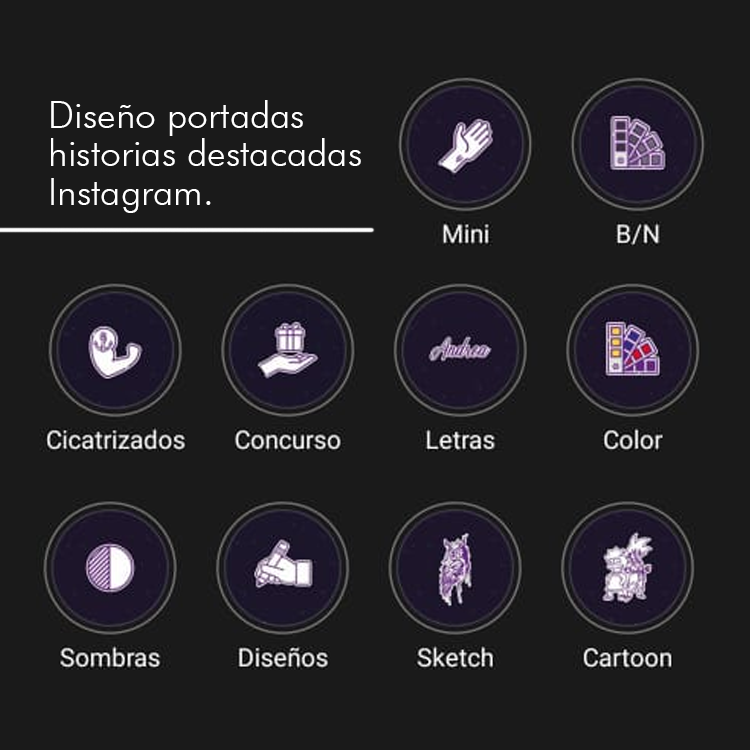 Diseño portadas
historias destacadas
Instagram.
Mini
B/N
Andrea
Cicatrizados
Concurso
Letras
Color
Sombras
Diseños
Sketch
Cartoon